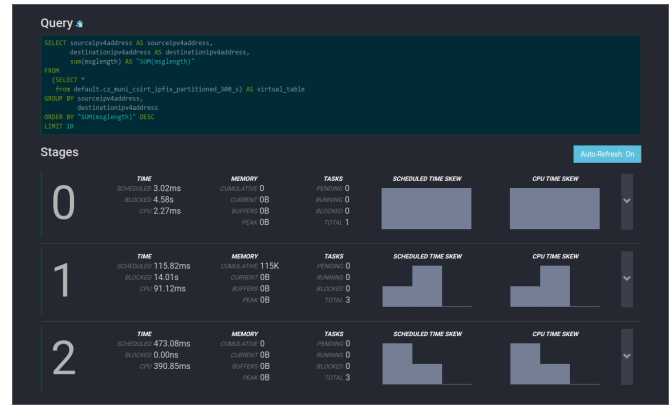 Query
SELECT sourceipv4address AS sourceipv4address,
destinationipv4address AS destinationipv4address,
sum(msglength) AS "SUM(msglength)"
FROM
(SELECT *
from default.cz_muni_csirt_ipfix_partitioned_300_s) AS virtual_table
GROUP BY sourceipv4address,
destinationipv4address
ORDER BY "SUM(msglength)" DESC
LIMIT 10
Stages
Auto-Refresh: On
0
TIME MEMORY TASKS SCHEDULED TIME SKEW CPU TIME SKEW
SCHEDULED 3.02ms CUMULATIVE 0 PENDING 0
BLOCKED 4.58s CURRENT 0B RUNNING 0
CPU 2.27ms BUFFERS 0B BLOCKED 0
PEAK 0B TOTAL 1
1
TIME MEMORY TASKS SCHEDULED TIME SKEW CPU TIME SKEW
SCHEDULED 115.82ms CUMULATIVE 115K PENDING 0
BLOCKED 14.01s CURRENT 0B RUNNING 0
CPU 91.12ms BUFFERS 0B BLOCKED 0
PEAK 0B TOTAL 3
2
TIME MEMORY TASKS SCHEDULED TIME SKEW CPU TIME SKEW
SCHEDULED 473.08ms CUMULATIVE 0 PENDING 0
BLOCKED 0.00ns CURRENT 0B RUNNING 0
CPU 390.85ms BUFFERS 0B BLOCKED 0
PEAK 0B TOTAL 3